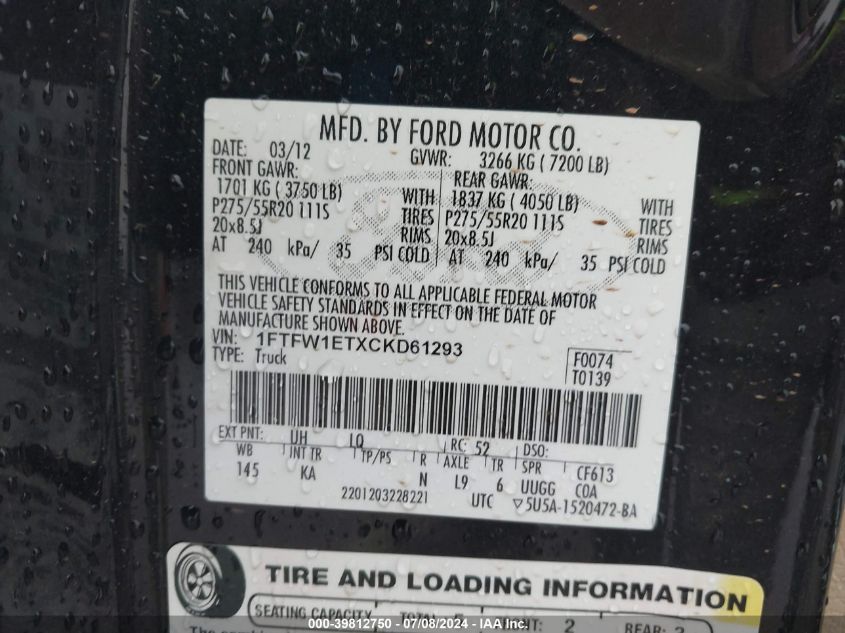 MFD. BY FORD MOTOR CO.
DATE: 03/12 GVWR: 3266 KG ( 7200 LB)
FRONT GAWR: REAR GAWR:
1701 KG ( 3750 LB) WITH 1837 KG ( 4050 LB) WITH
P275/55R20 111S TIRES P275/55R20 111S TIRES
20x8.5J RIMS 20x8.5J RIMS
AT 240 kPa/ 35 PSI COLD AT 240 kPa/ 35 PSI COLD
THIS VEHICLE CONFORMS TO ALL APPLICABLE FEDERAL MOTOR
VEHICLE SAFETY STANDARDS IN EFFECT ON THE DATE OF
MANUFACTURE SHOWN ABOVE.
VIN: 1FTFW1ETXCKD61293
TYPE: Truck
F0074
T0139
EXT PNT: UH LQ RC: 52 DSO:
WB INT TR TP/PS R AXLE TR SPR CF613
145 KA N L9 6 UUGG COA
2201203228221 UTC ▽5U5A-1520472-BA
TIRE AND LOADING INFORMATION
SEATING CAPACITY 2 REAR:
000-39812750 - 07/08/2024 - IAAI.com